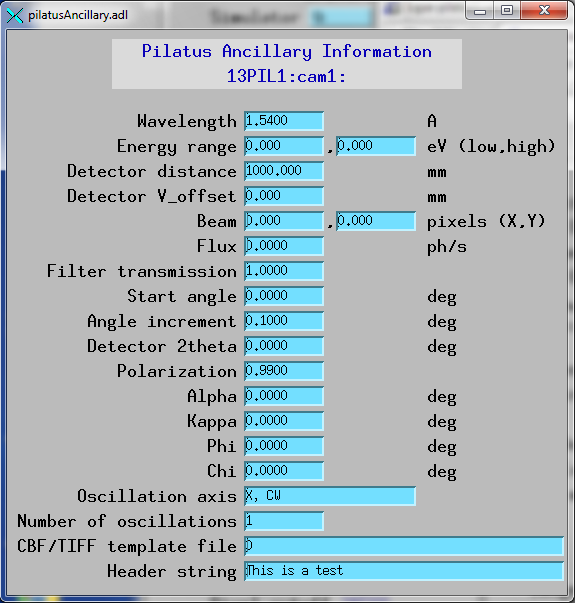 pilatusAncillary.adl
Pilatus Ancillary Information
13PIL1:cam1:
Wavelength 1.5400 A
Energy range 0.000 , 0.000 eV (low,high)
Detector distance 1000.000 mm
Detector V_offset 0.000 mm
Beam 0.000 , 0.000 pixels (X,Y)
Flux 0.0000 ph/s
Filter transmission 1.0000
Start angle 0.0000 deg
Angle increment 0.1000 deg
Detector 2theta 0.0000 deg
Polarization 0.9900
Alpha 0.0000 deg
Kappa 0.0000 deg
Phi 0.0000 deg
Chi 0.0000 deg
Oscillation axis X, CW
Number of oscillations 1
CBF/TIFF template file 0
Header string This is a test